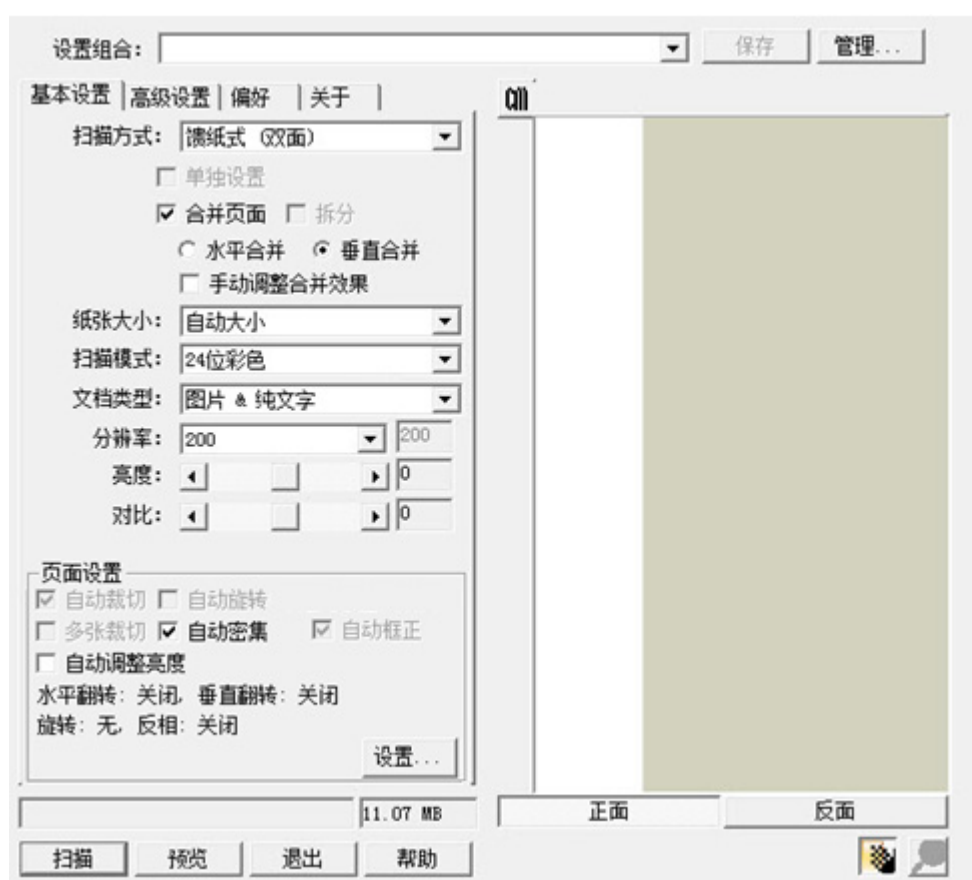 设置组合: 保存 管理...
基本设置 高级设置 偏好 关于
cm
扫描方式: 馈纸式 (双面)
单独设置
合并页面 拆分
水平合并 垂直合并
手动调整合并效果
纸张大小: 自动大小
扫描模式: 24位彩色
文档类型: 图片 & 纯文字
分辨率: 200 200
亮度: 0
对比: 0
页面设置
自动裁切 自动旋转
多张裁切 自动密集 自动框正
自动调整亮度
水平翻转: 关闭, 垂直翻转: 关闭
旋转: 无, 反相: 关闭
设置...
11.07 MB
正面 反面
扫描 预览 退出 帮助